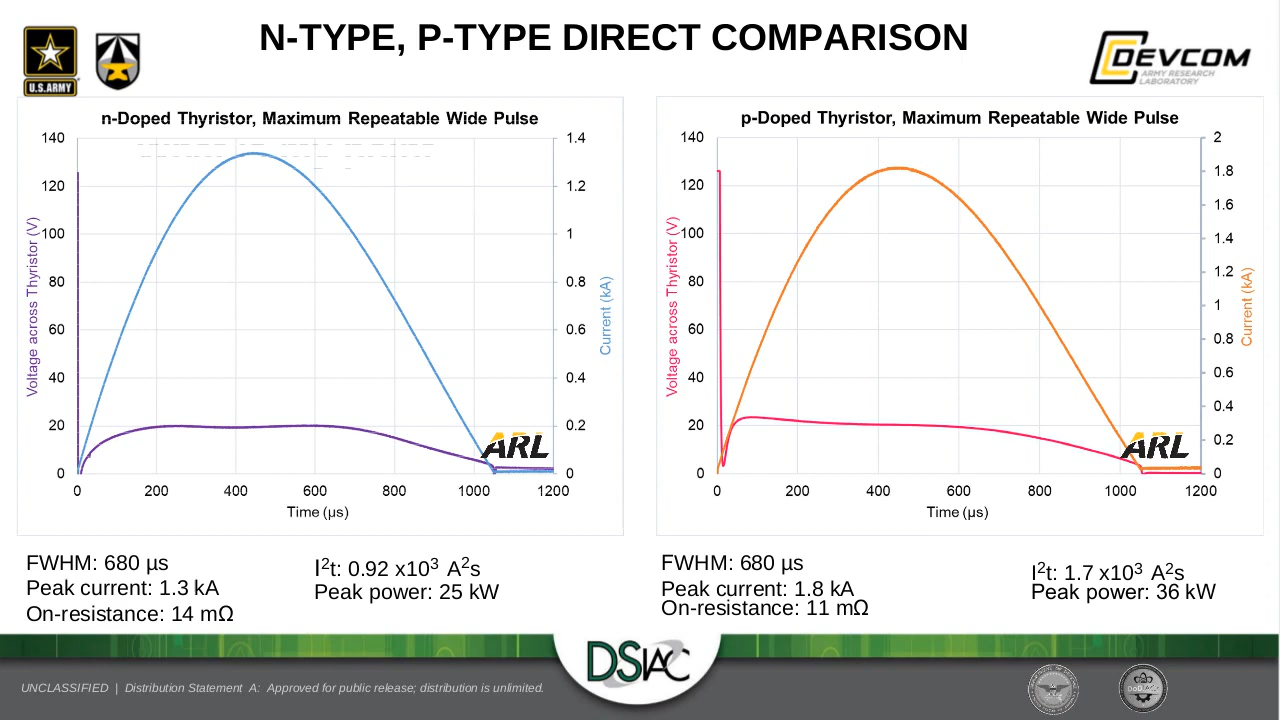 N-TYPE, P-TYPE DIRECT COMPARISON
U.S.ARMY
DEVCOM
ARMY RESEARCH
LABORATORY
n-Doped Thyristor, Maximum Repeatable Wide Pulse
140
120
100
80
60
40
20
0
Voltage across Thyristor (V)
1.4
1.2
1
0.8
0.6
0.4
0.2
0
Current (kA)
ARL
0 200 400 600 800 1000 1200
Time (µs)
p-Doped Thyristor, Maximum Repeatable Wide Pulse
140
120
100
80
60
40
20
0
Voltage across Thyristor (V)
2
1.8
1.6
1.4
1.2
1
0.8
0.6
0.4
0.2
0
Current (kA)
ARL
0 200 400 600 800 1000 1200
Time (µs)
FWHM: 680 µs
Peak current: 1.3 kA
On-resistance: 14 mΩ
I²t: 0.92 x10³ A²s
Peak power: 25 kW
FWHM: 680 µs
Peak current: 1.8 kA
On-resistance: 11 mΩ
I²t: 1.7 x10³ A²s
Peak power: 36 kW
DSIAC
UNCLASSIFIED | Distribution Statement A: Approved for public release; distribution is unlimited.